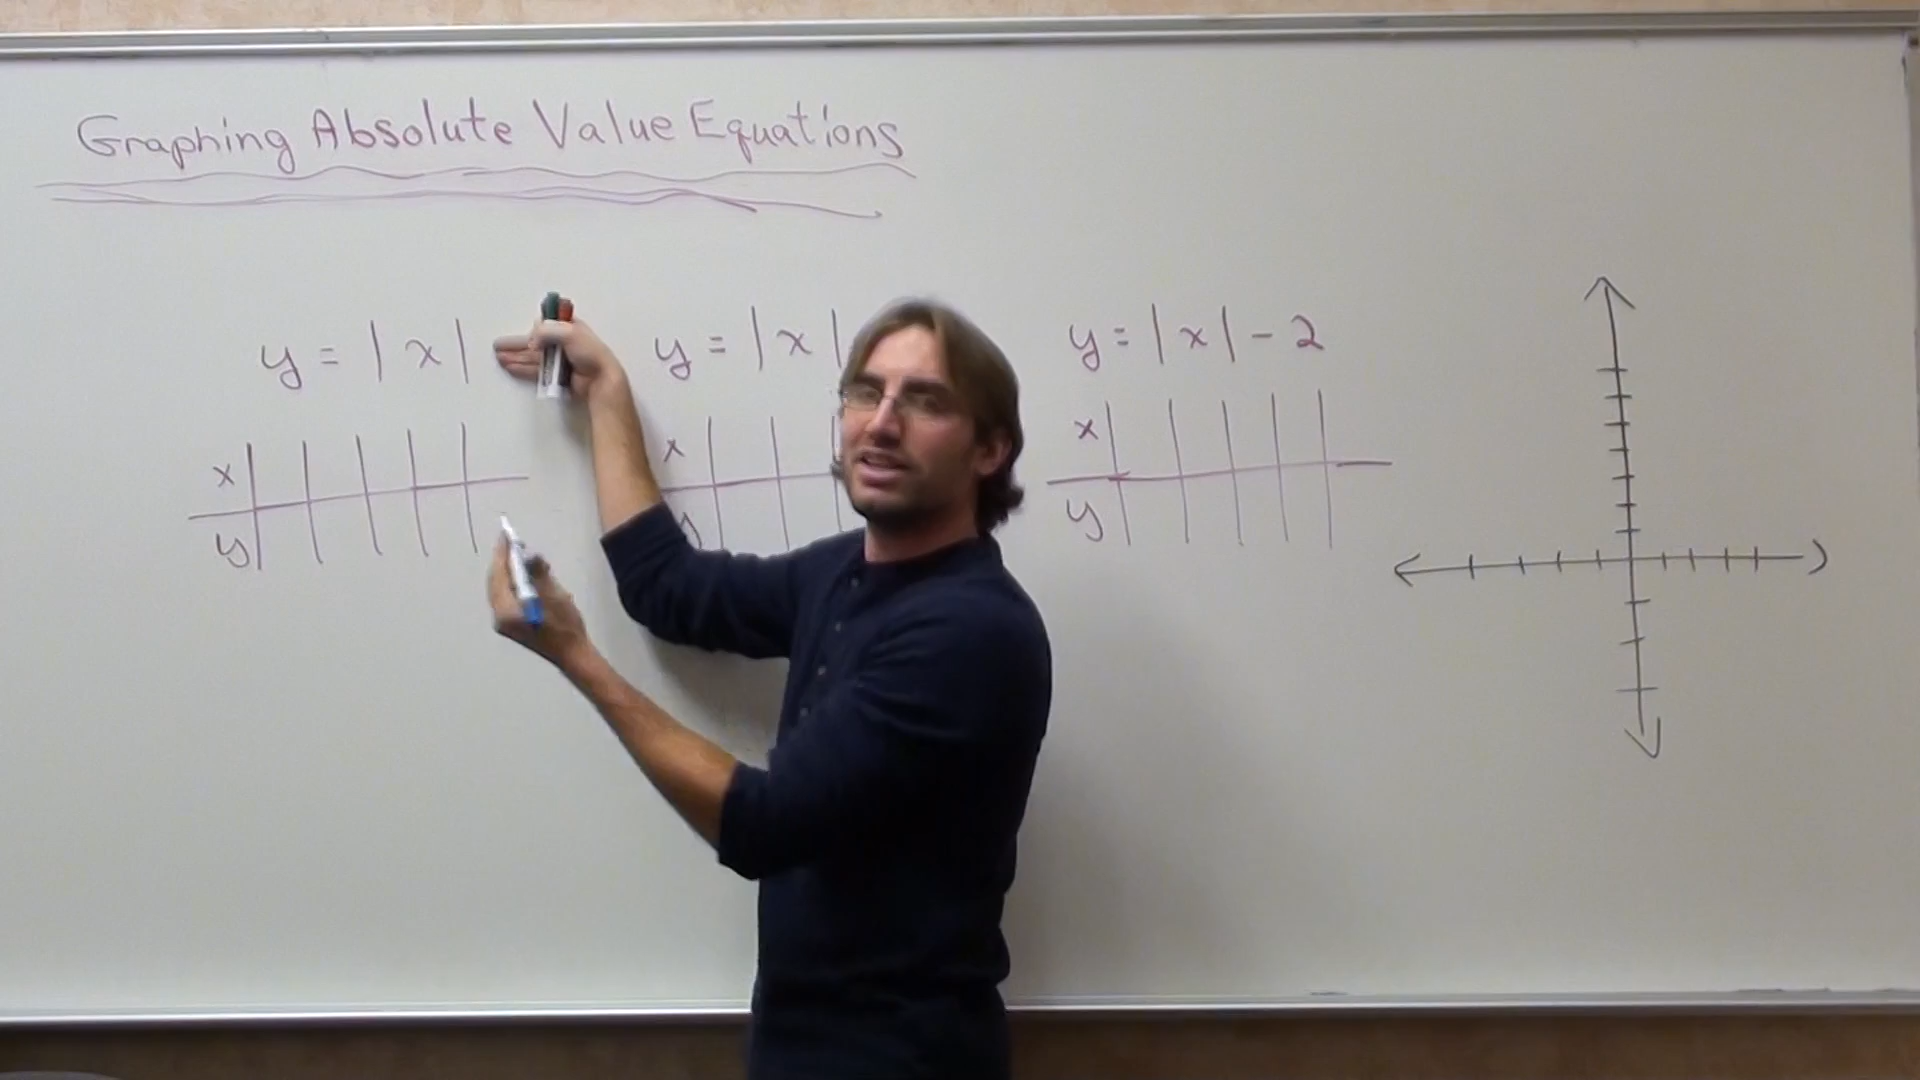 Graphing Absolute Value Equations
y = |x| y = |x| y = |x| - 2
x x x
y y y